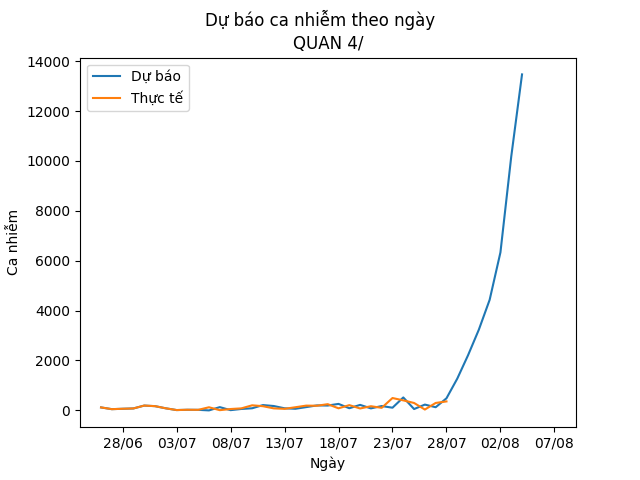 Dự báo ca nhiễm theo ngày
QUAN 4/
Dự báo
Thực tế
Ca nhiễm
14000
12000
10000
8000
6000
4000
2000
0
28/06 03/07 08/07 13/07 18/07 23/07 28/07 02/08 07/08
Ngày